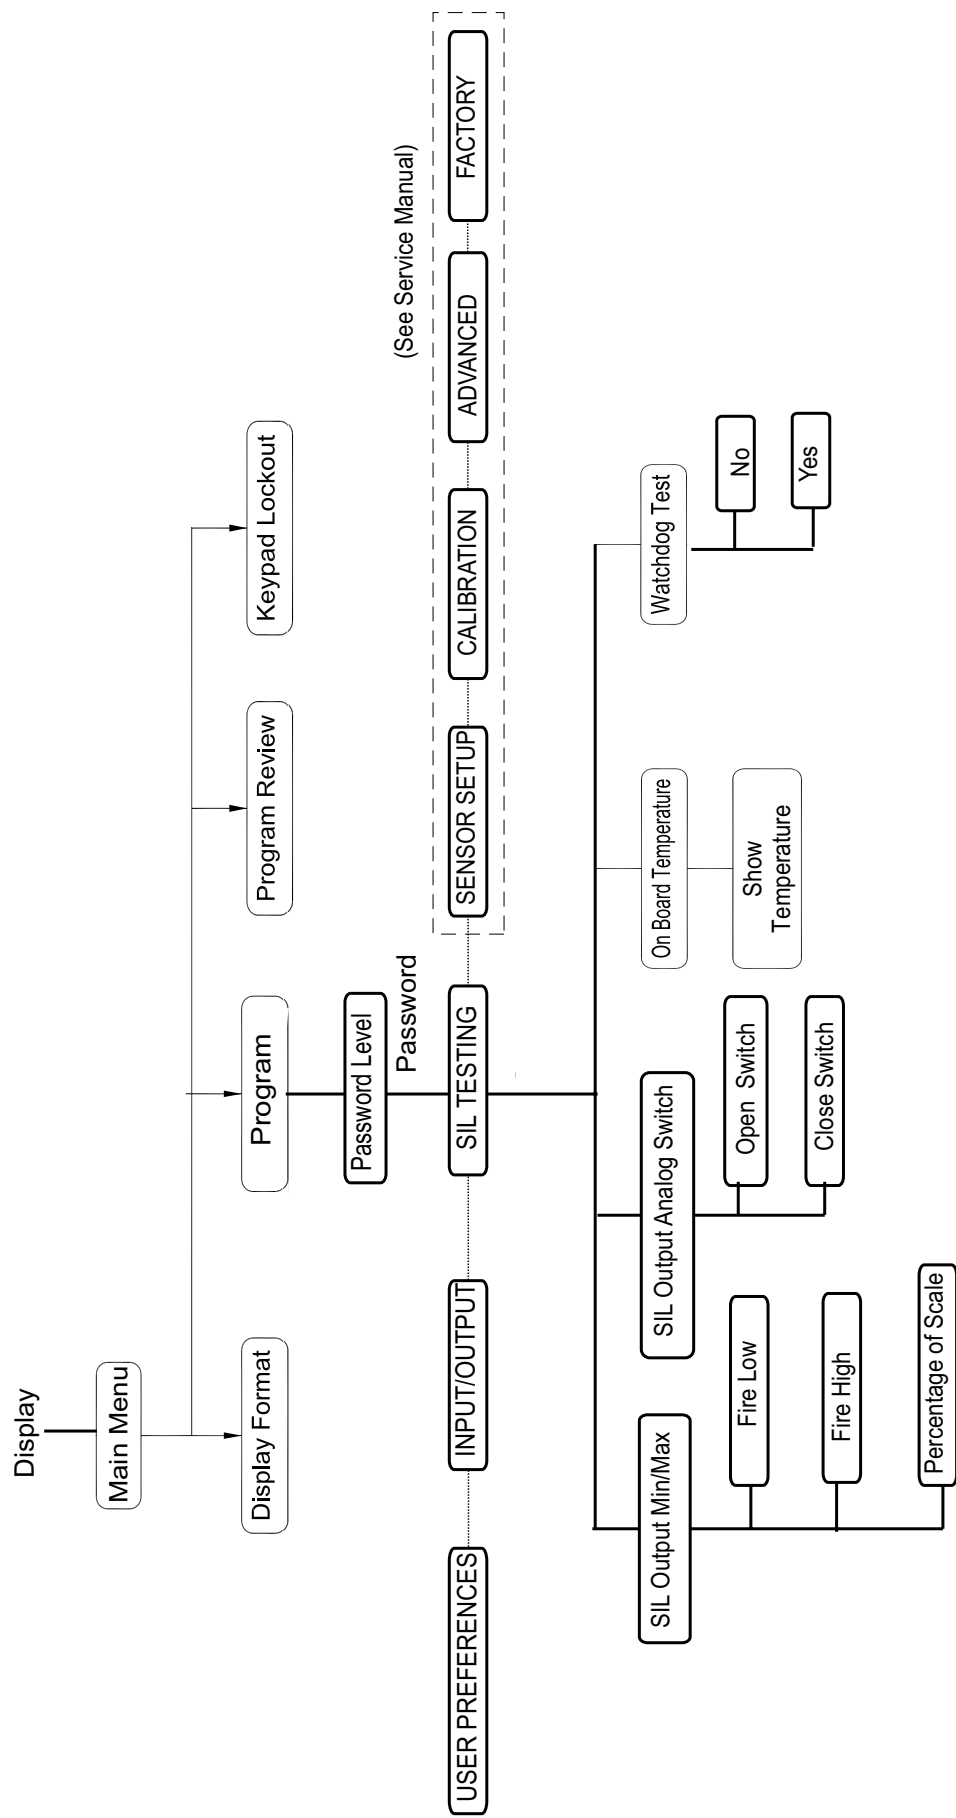 Display
Main Menu
Display Format
Program
Program Review
Keypad Lockout
Password Level
Password
(See Service Manual)
USER PREFERENCES
INPUT/OUTPUT
SIL TESTING
SENSOR SETUP
CALIBRATION
ADVANCED
FACTORY
SIL Output Min/Max
Fire Low
Fire High
Percentage of Scale
SIL Output Analog Switch
Open Switch
Close Switch
On Board Temperature
Show
Temperature
Watchdog Test
No
Yes